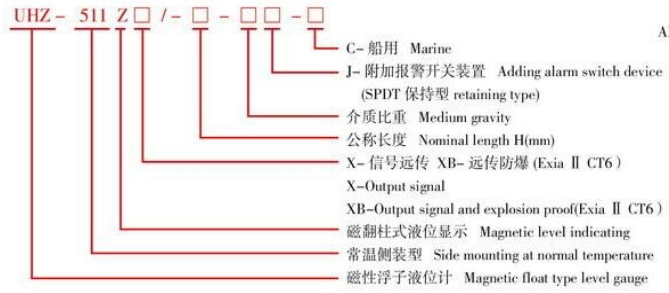 UHZ- 511 Z□/-□-□□-□
A
C-船用 Marine
J-附加报警开关装置 Adding alarm switch device
(SPDT 保持型 retaining type)
介质比重 Medium gravity
公称长度 Nominal length H(mm)
X-信号远传 XB-远传防爆 (Exia Ⅱ CT6)
X-Output signal
XB-Output signal and explosion proof(Exia Ⅱ CT6)
磁翻柱式液位显示 Magnetic level indicating
常温侧装型 Side mounting at normal temperature
磁性浮子液位计 Magnetic float type level gauge